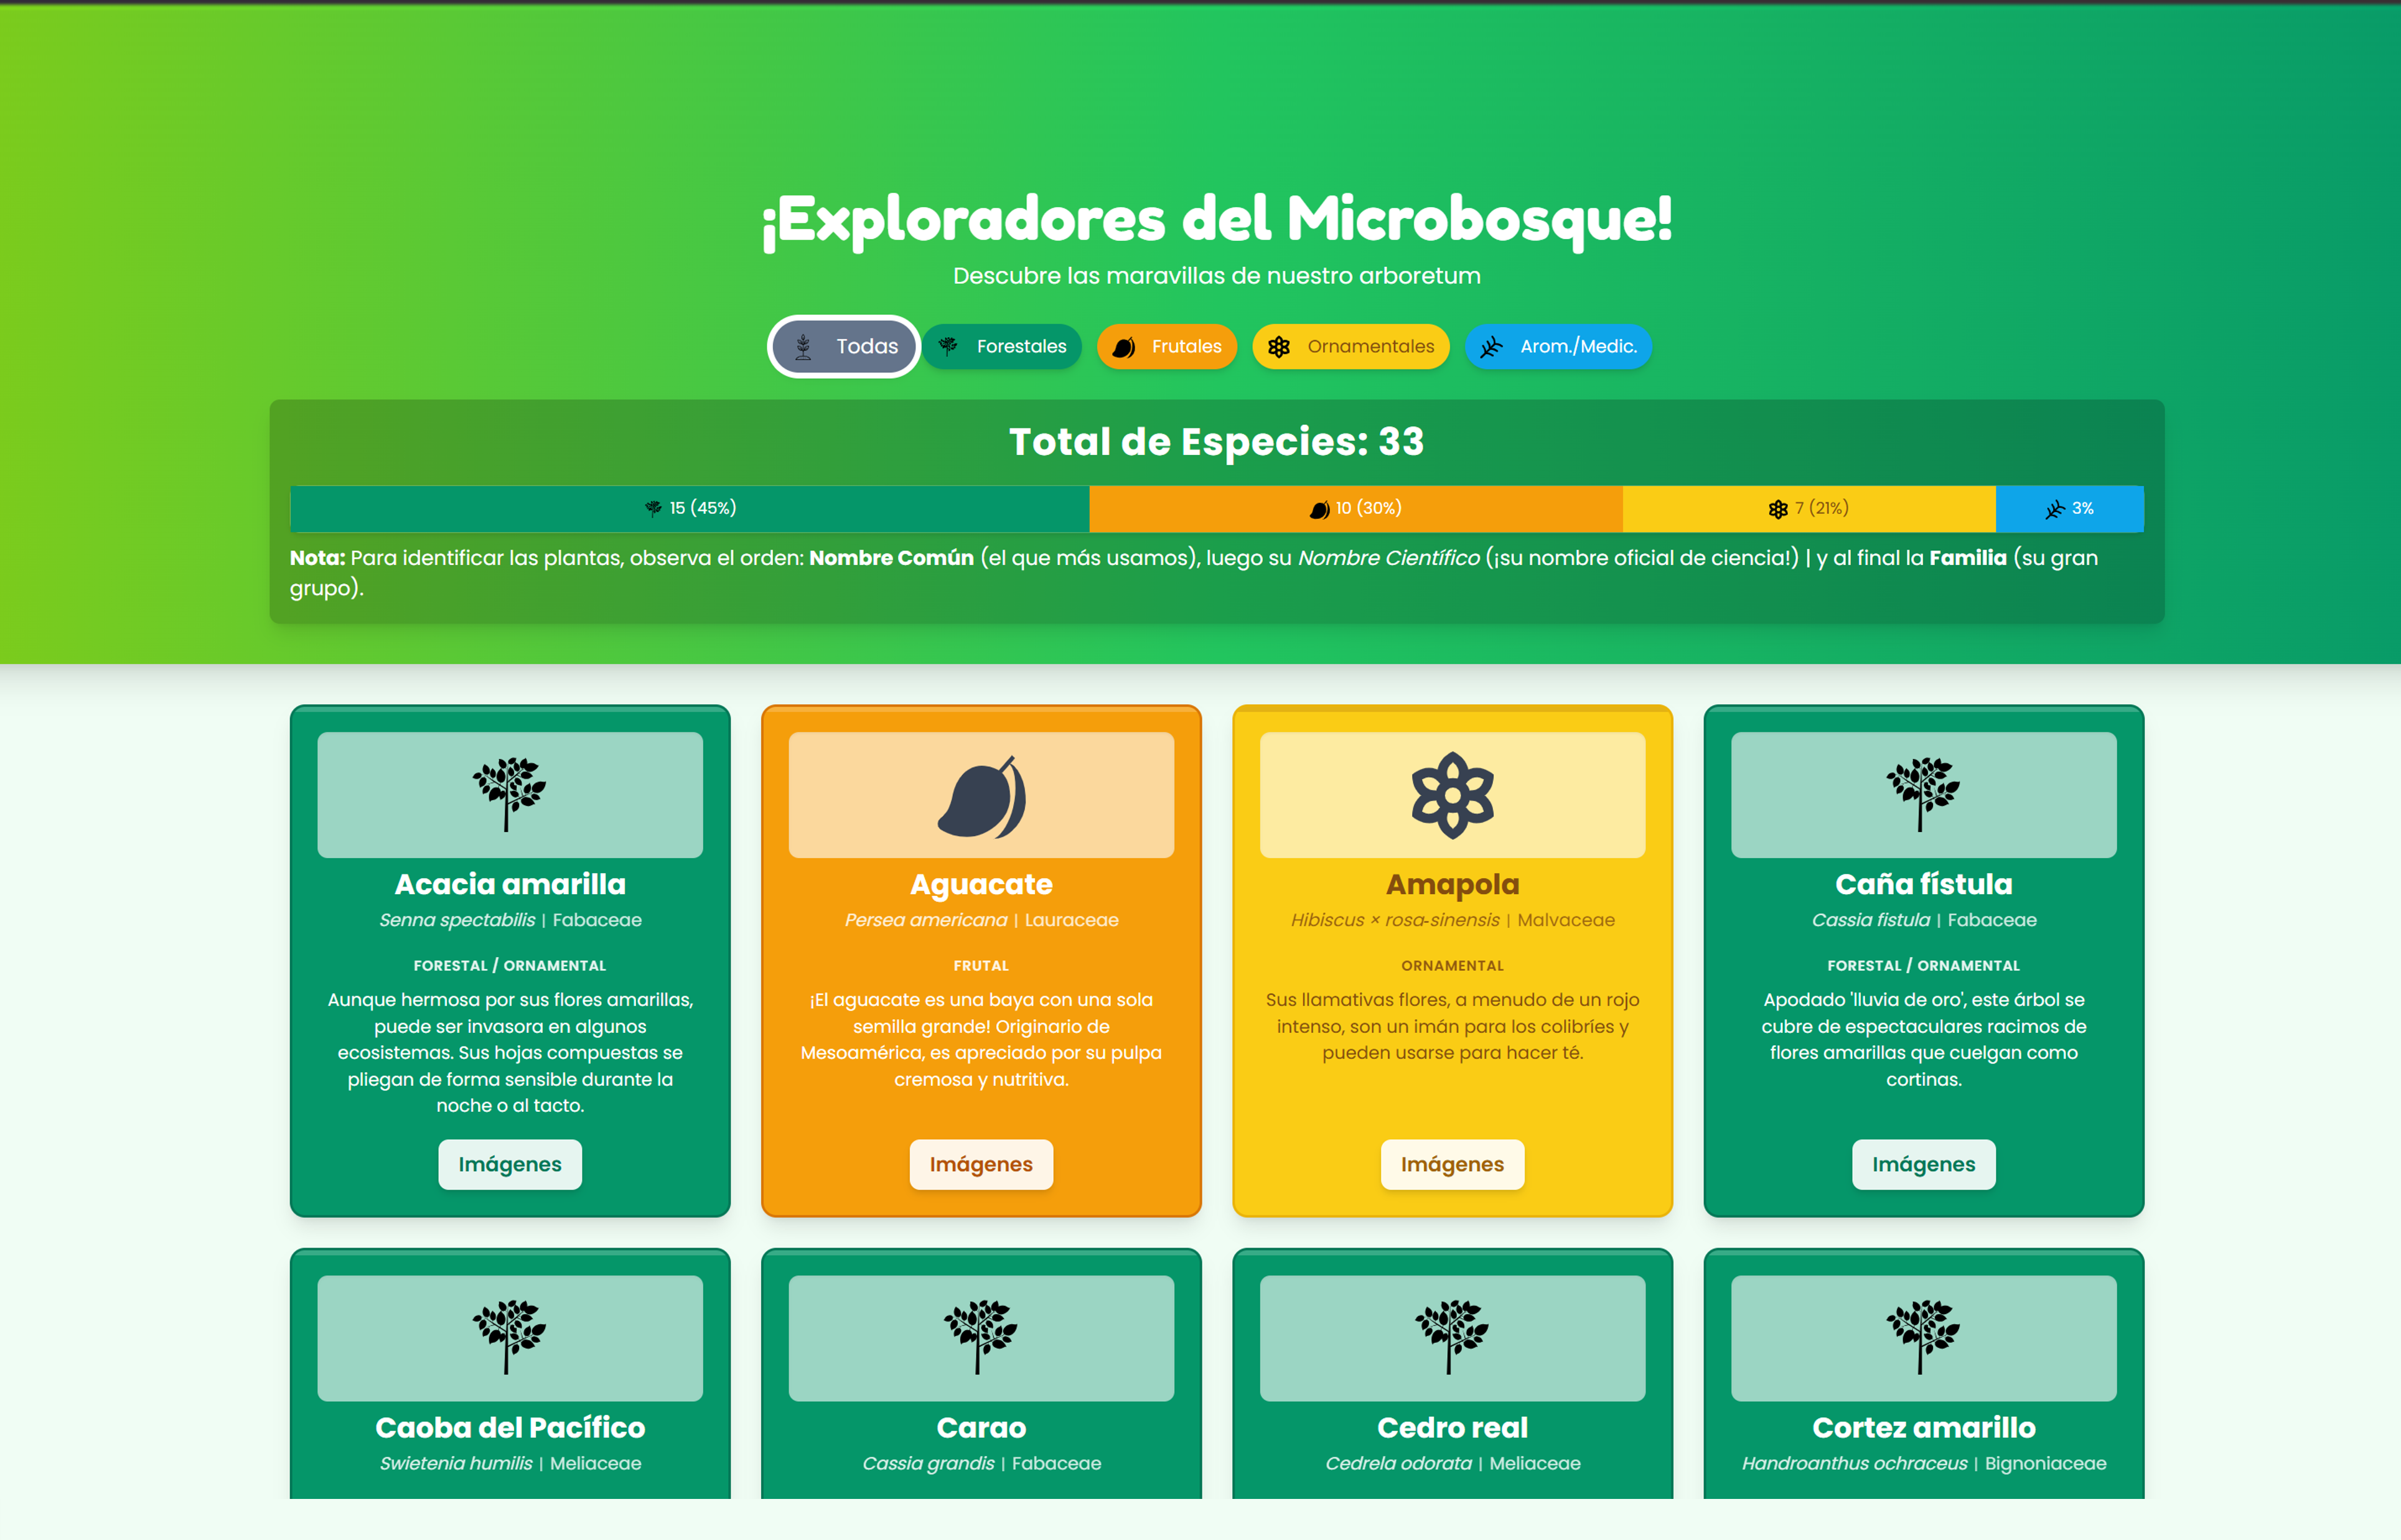 ¡Exploradores del Microbosque!
Descubre las maravillas de nuestro arboretum
Todas Forestales Frutales Ornamentales Arom./Medic.
Total de Especies: 33
15 (45%) 10 (30%) 7 (21%) 3%
Nota: Para identificar las plantas, observa el orden: Nombre Común (el que más usamos), luego su Nombre Científico (¡su nombre oficial de ciencia!) | y al final la Familia (su gran
grupo).
Acacia amarilla
Senna spectabilis | Fabaceae
FORESTAL / ORNAMENTAL
Aunque hermosa por sus flores amarillas,
puede ser invasora en algunos
ecosistemas. Sus hojas compuestas se
pliegan de forma sensible durante la
noche o al tacto.
Imágenes
Aguacate
Persea americana | Lauraceae
FRUTAL
¡El aguacate es una baya con una sola
semilla grande! Originario de
Mesoamérica, es apreciado por su pulpa
cremosa y nutritiva.
Imágenes
Amapola
Hibiscus × rosa-sinensis | Malvaceae
ORNAMENTAL
Sus llamativas flores, a menudo de un rojo
intenso, son un imán para los colibríes y
pueden usarse para hacer té.
Imágenes
Caña fístula
Cassia fistula | Fabaceae
FORESTAL / ORNAMENTAL
Apodado 'lluvia de oro', este árbol se
cubre de espectaculares racimos de
flores amarillas que cuelgan como
cortinas.
Imágenes
Caoba del Pacífico
Swietenia humilis | Meliaceae
Carao
Cassia grandis | Fabaceae
Cedro real
Cedrela odorata | Meliaceae
Cortez amarillo
Handroanthus ochraceus | Bignoniaceae